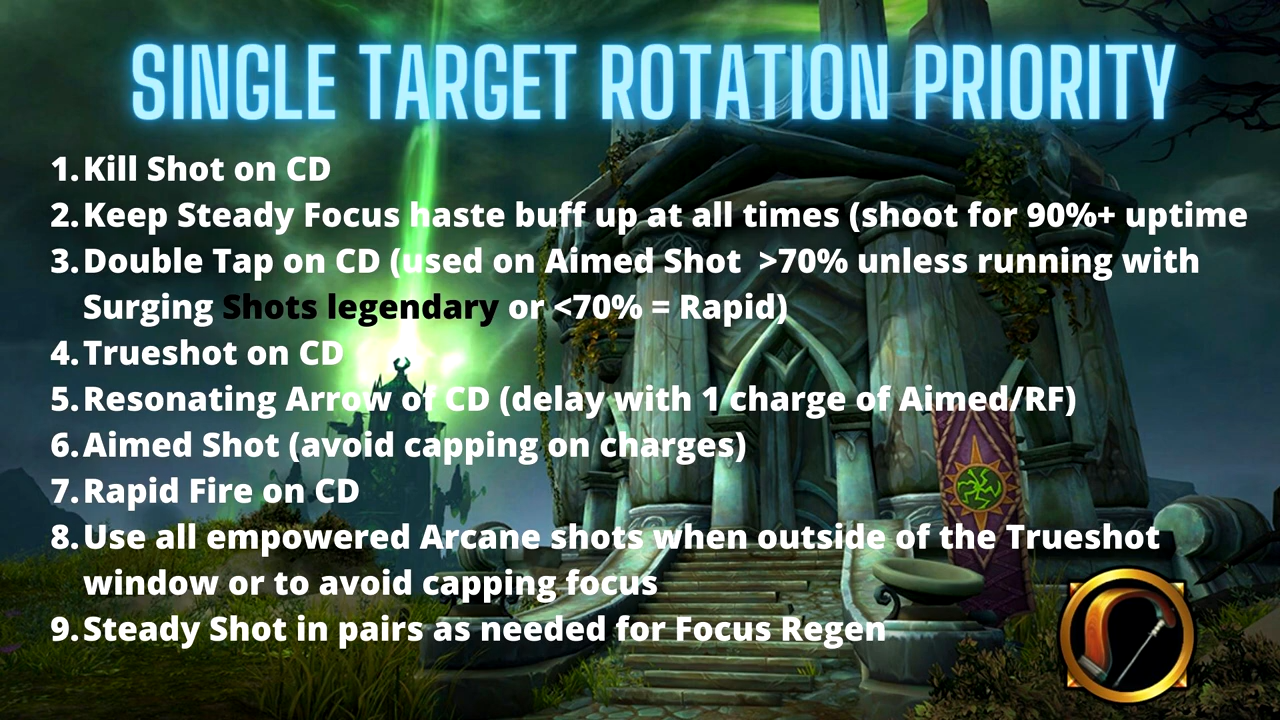 SINGLE TARGET ROTATION PRIORITY
1. Kill Shot on CD
2. Keep Steady Focus haste buff up at all times (shoot for 90%+ uptime
3. Double Tap on CD (used on Aimed Shot >70% unless running with
Surging Shots legendary or <70% = Rapid)
4. Trueshot on CD
5. Resonating Arrow of CD (delay with 1 charge of Aimed/RF)
6. Aimed Shot (avoid capping on charges)
7. Rapid Fire on CD
8. Use all empowered Arcane shots when outside of the Trueshot
window or to avoid capping focus
9. Steady Shot in pairs as needed for Focus Regen